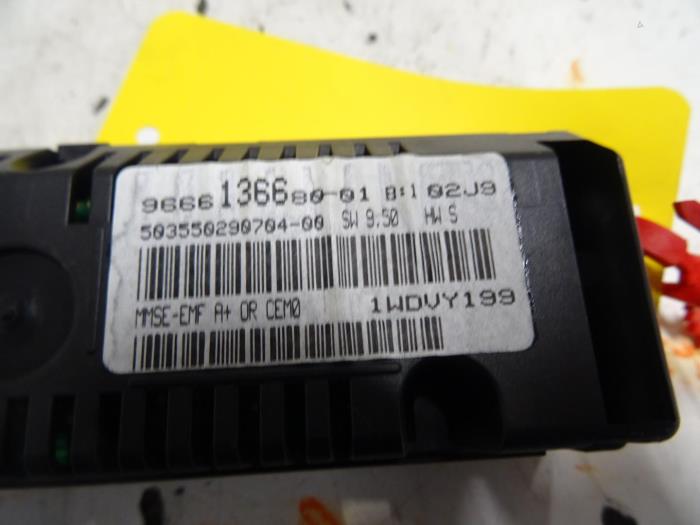 9666136680-01 B:1 02J9
503550290704-00 SW 9.50 HW S
MMSE-EMF A+ OR CEM0 1WDVY199